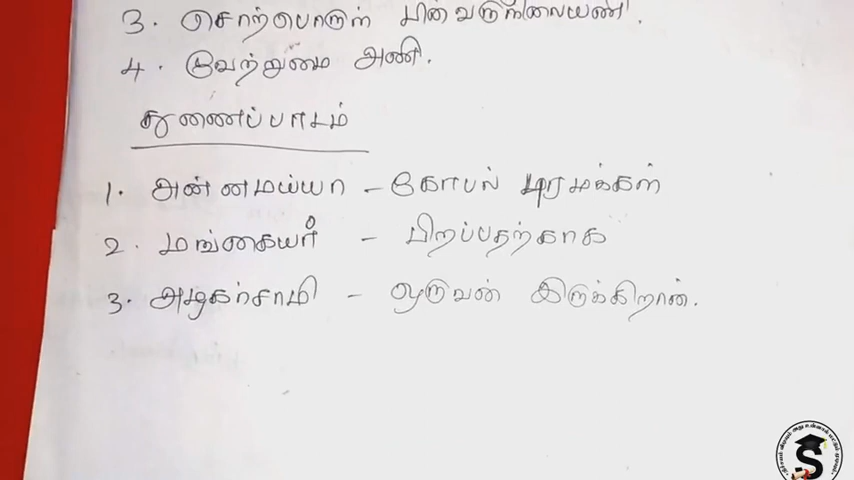 3. சொற்பொருள் பின்வருநிலையணி.
4. வேற்றுமை அணி.
துணைப்பாடம்
1. அன்னமய்யா - கோபல்
2. மங்கையர் - பிறப்பதற்காக
3. அழகர்சாமி - ஒருவன் இருக்கிறான்.
S